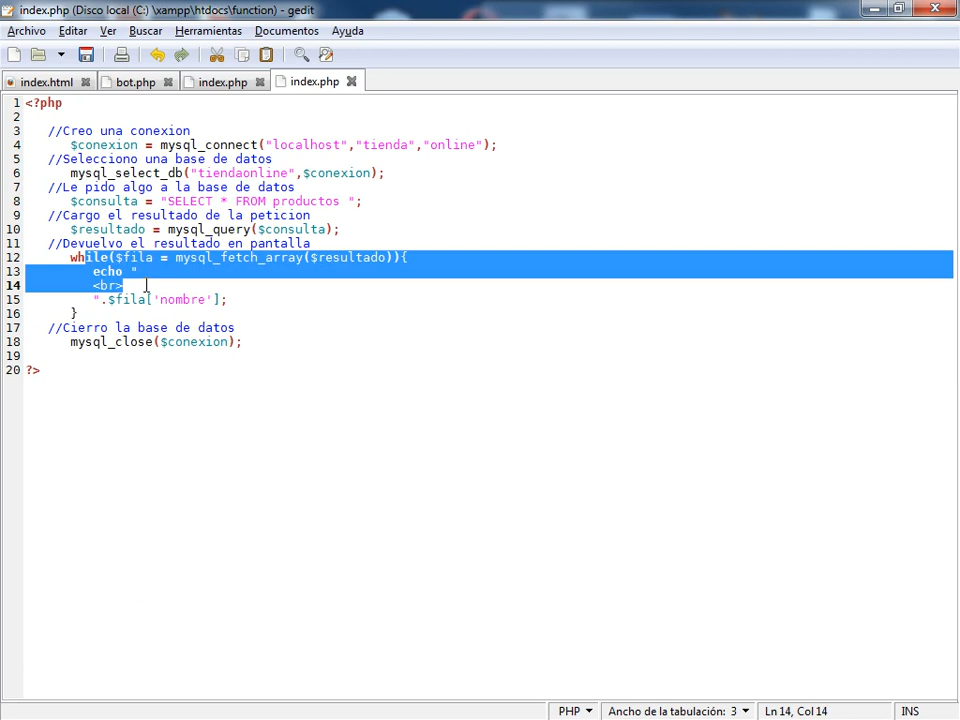 index.php (Disco local (C:) \xampp\htdocs\function) - gedit
Archivo Editar Ver Buscar Herramientas Documentos Ayuda
index.html bot.php index.php index.php
1 <?php
2
3 //Creo una conexion
4 $conexion = mysql_connect("localhost","tienda","online");
5 //Selecciono una base de datos
6 mysql_select_db("tiendaonline",$conexion);
7 //Le pido algo a la base de datos
8 $consulta = "SELECT * FROM productos ";
9 //Cargo el resultado de la peticion
10 $resultado = mysql_query($consulta);
11 //Devuelvo el resultado en pantalla
12 while($fila = mysql_fetch_array($resultado)){
13 echo "
14 <br>
15 ".$fila['nombre'];
16 }
17 //Cierro la base de datos
18 mysql_close($conexion);
19
20 ?>
PHP Ancho de la tabulación: 3 Ln 14, Col 14 INS